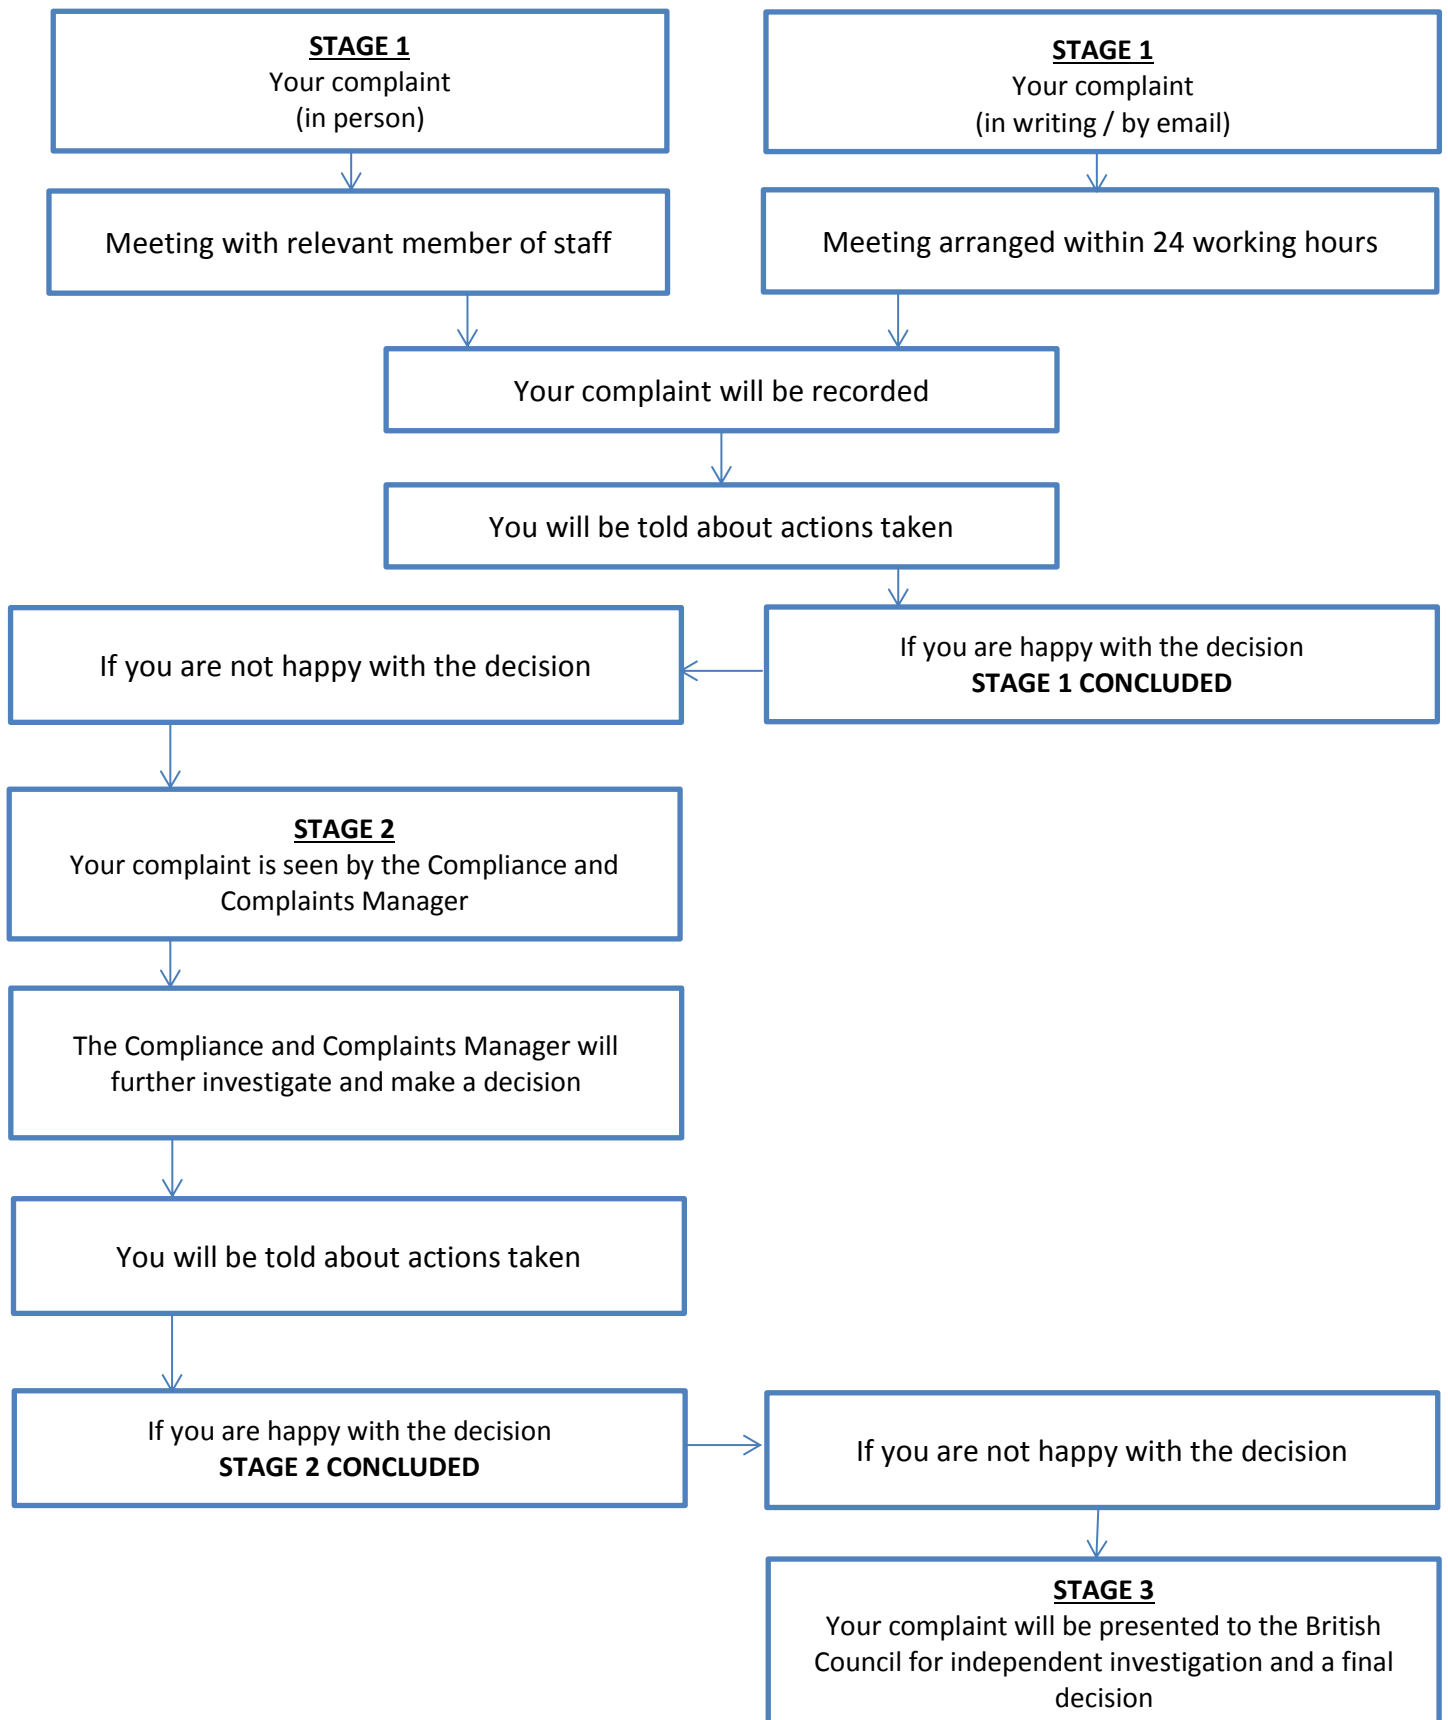 STAGE 1
Your complaint
(in person)
STAGE 1
Your complaint
(in writing / by email)
Meeting with relevant member of staff
Meeting arranged within 24 working hours
Your complaint will be recorded
You will be told about actions taken
If you are not happy with the decision
If you are happy with the decision
STAGE 1 CONCLUDED
STAGE 2
Your complaint is seen by the Compliance and
Complaints Manager
The Compliance and Complaints Manager will
further investigate and make a decision
You will be told about actions taken
If you are happy with the decision
STAGE 2 CONCLUDED
If you are not happy with the decision
STAGE 3
Your complaint will be presented to the British
Council for independent investigation and a final
decision